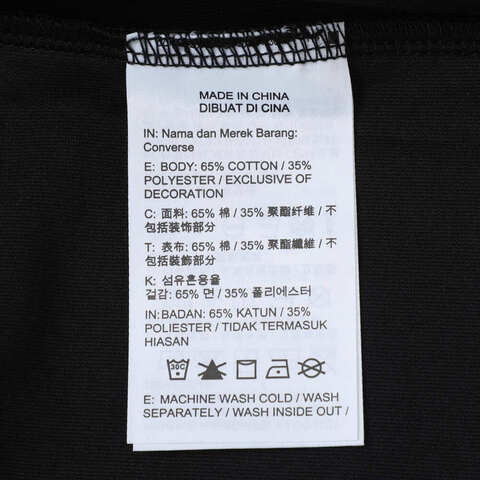 MADE IN CHINA
DIBUAT DI CINA
IN: Nama dan Merek Barang:
Converse
E: BODY: 65% COTTON / 35%
POLYESTER / EXCLUSIVE OF
DECORATION
C: 面料: 65% 棉 / 35% 聚酯纤维 / 不
包括装饰部分
T: 表布: 65% 棉 / 35% 聚酯纖維 / 不
包括裝飾部分
K: 섬유혼용율
겉감: 65% 면 / 35% 폴리에스터
IN: BADAN: 65% KATUN / 35%
POLIESTER / TIDAK TERMASUK
HIASAN
30C
E: MACHINE WASH COLD / WASH
SEPARATELY / WASH INSIDE OUT /